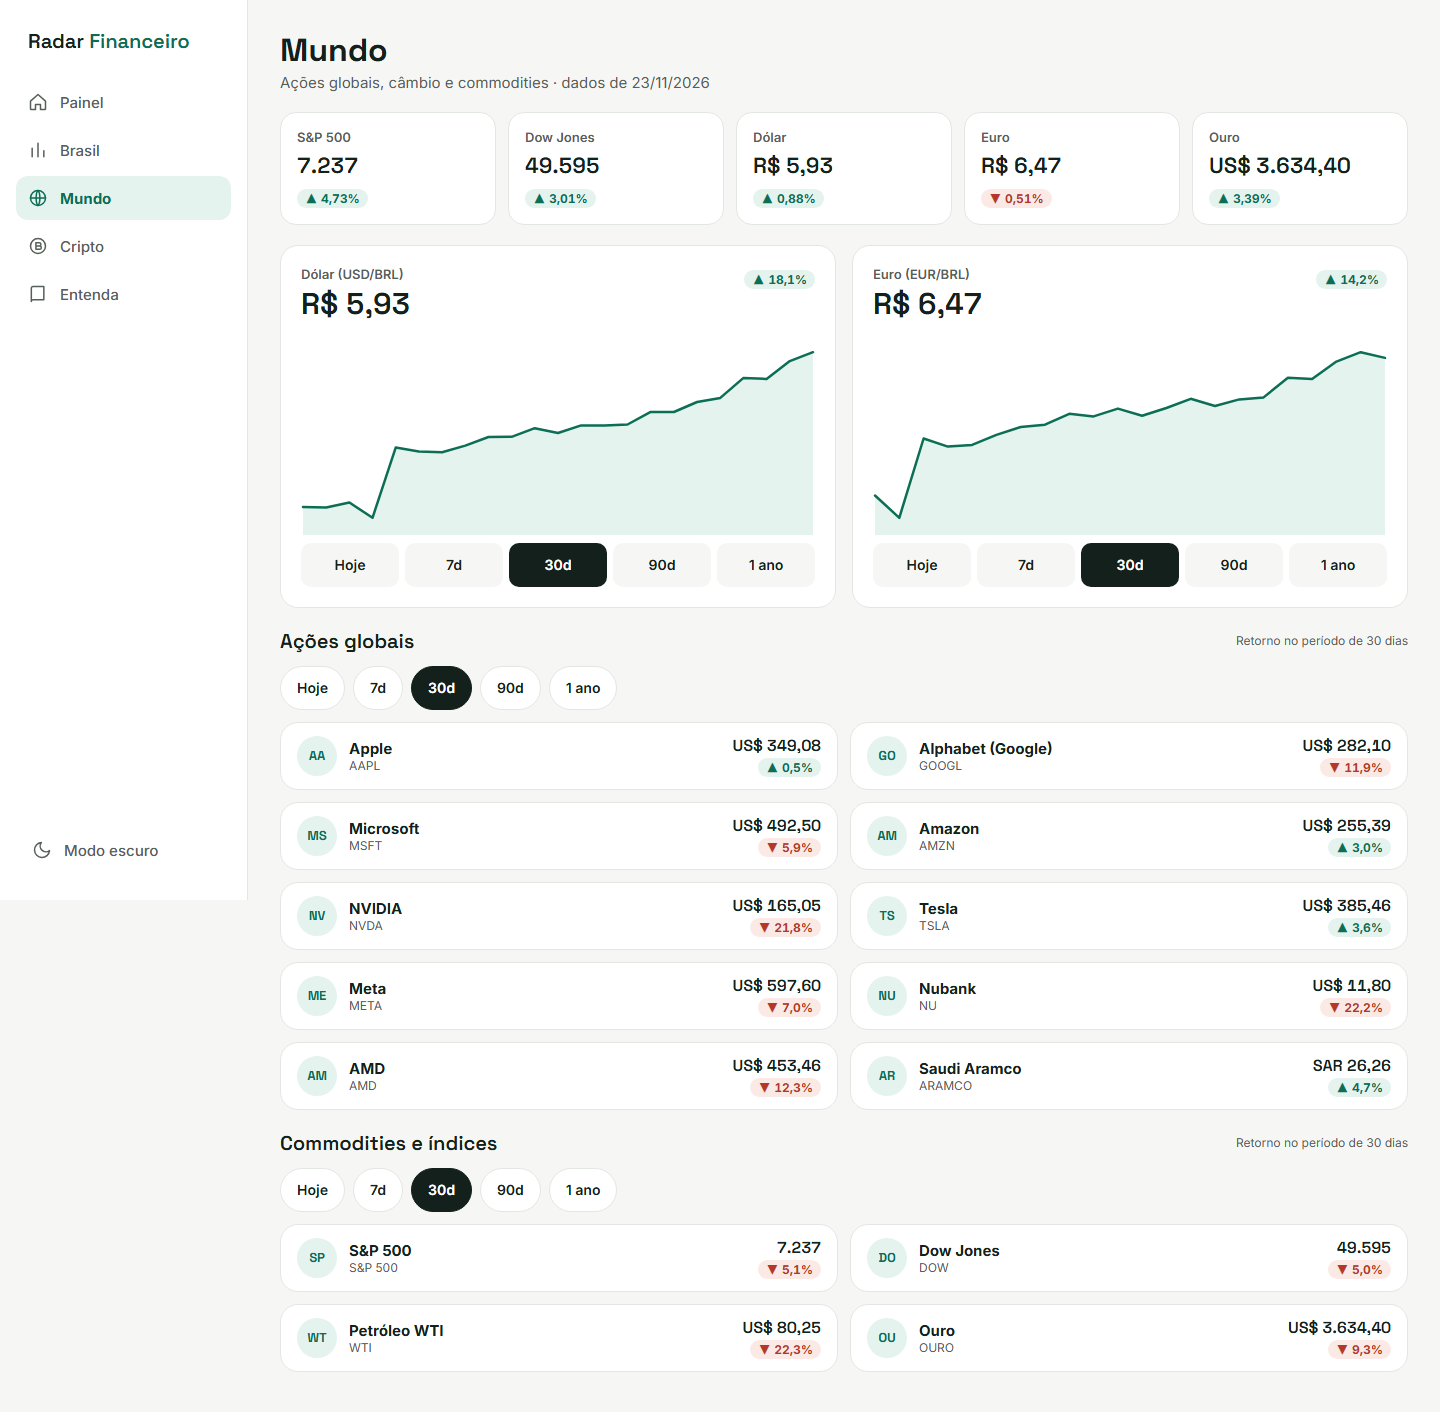 Radar Financeiro
Painel
Brasil
Mundo
Cripto
Entenda
Modo escuro
Mundo
Ações globais, câmbio e commodities · dados de 23/11/2026
S&P 500
7.237
▲ 4,73%
Dow Jones
49.595
▲ 3,01%
Dólar
R$ 5,93
▲ 0,88%
Euro
R$ 6,47
▼ 0,51%
Ouro
US$ 3.634,40
▲ 3,39%
Dólar (USD/BRL)
R$ 5,93
▲ 18,1%
Hoje 7d 30d 90d 1 ano
Euro (EUR/BRL)
R$ 6,47
▲ 14,2%
Hoje 7d 30d 90d 1 ano
Ações globais
Retorno no período de 30 dias
Hoje 7d 30d 90d 1 ano
AA
Apple
AAPL
US$ 349,08
▲ 0,5%
GO
Alphabet (Google)
GOOGL
US$ 282,10
▼ 11,9%
MS
Microsoft
MSFT
US$ 492,50
▼ 5,9%
AM
Amazon
AMZN
US$ 255,39
▲ 3,0%
NV
NVIDIA
NVDA
US$ 165,05
▼ 21,8%
TS
Tesla
TSLA
US$ 385,46
▲ 3,6%
ME
Meta
META
US$ 597,60
▼ 7,0%
NU
Nubank
NU
US$ 11,80
▼ 22,2%
AM
AMD
AMD
US$ 453,46
▼ 12,3%
AR
Saudi Aramco
ARAMCO
SAR 26,26
▲ 4,7%
Commodities e índices
Retorno no período de 30 dias
Hoje 7d 30d 90d 1 ano
SP
S&P 500
S&P 500
7.237
▼ 5,1%
DO
Dow Jones
DOW
49.595
▼ 5,0%
WT
Petróleo WTI
WTI
US$ 80,25
▼ 22,3%
OU
Ouro
OURO
US$ 3.634,40
▼ 9,3%